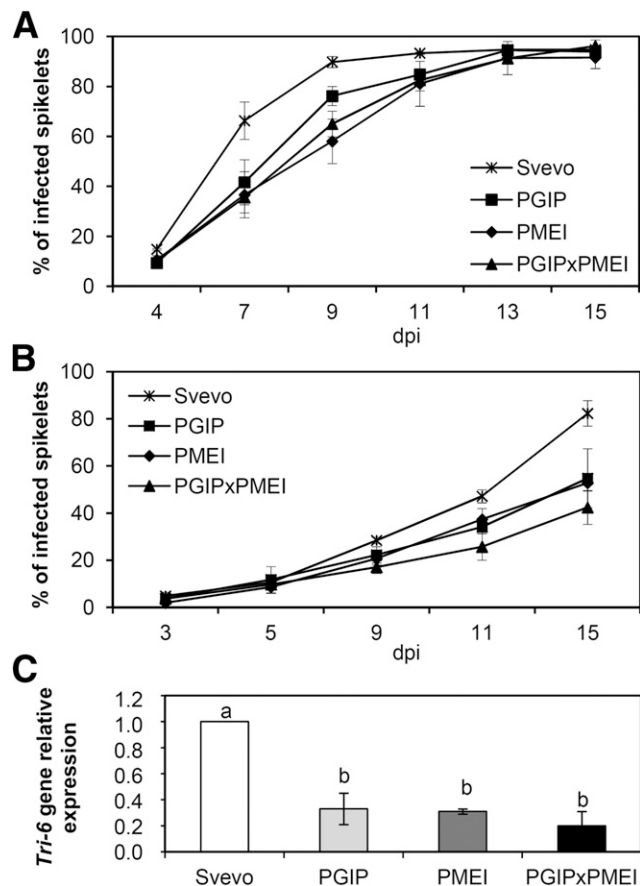 A
100
80
60
40
20
0
% of infected spikelets
Svevo
PGIP
PMEI
PGIPxPMEI
4 7 9 11 13 15
dpi
B
100
80
60
40
20
0
% of infected spikelets
Svevo
PGIP
PMEI
PGIPxPMEI
3 5 9 11 15
dpi
C
1.2
1.0
0.8
0.6
0.4
0.2
0.0
Tri-6 gene relative
expression
a
b
b
b
Svevo PGIP PMEI PGIPxPMEI